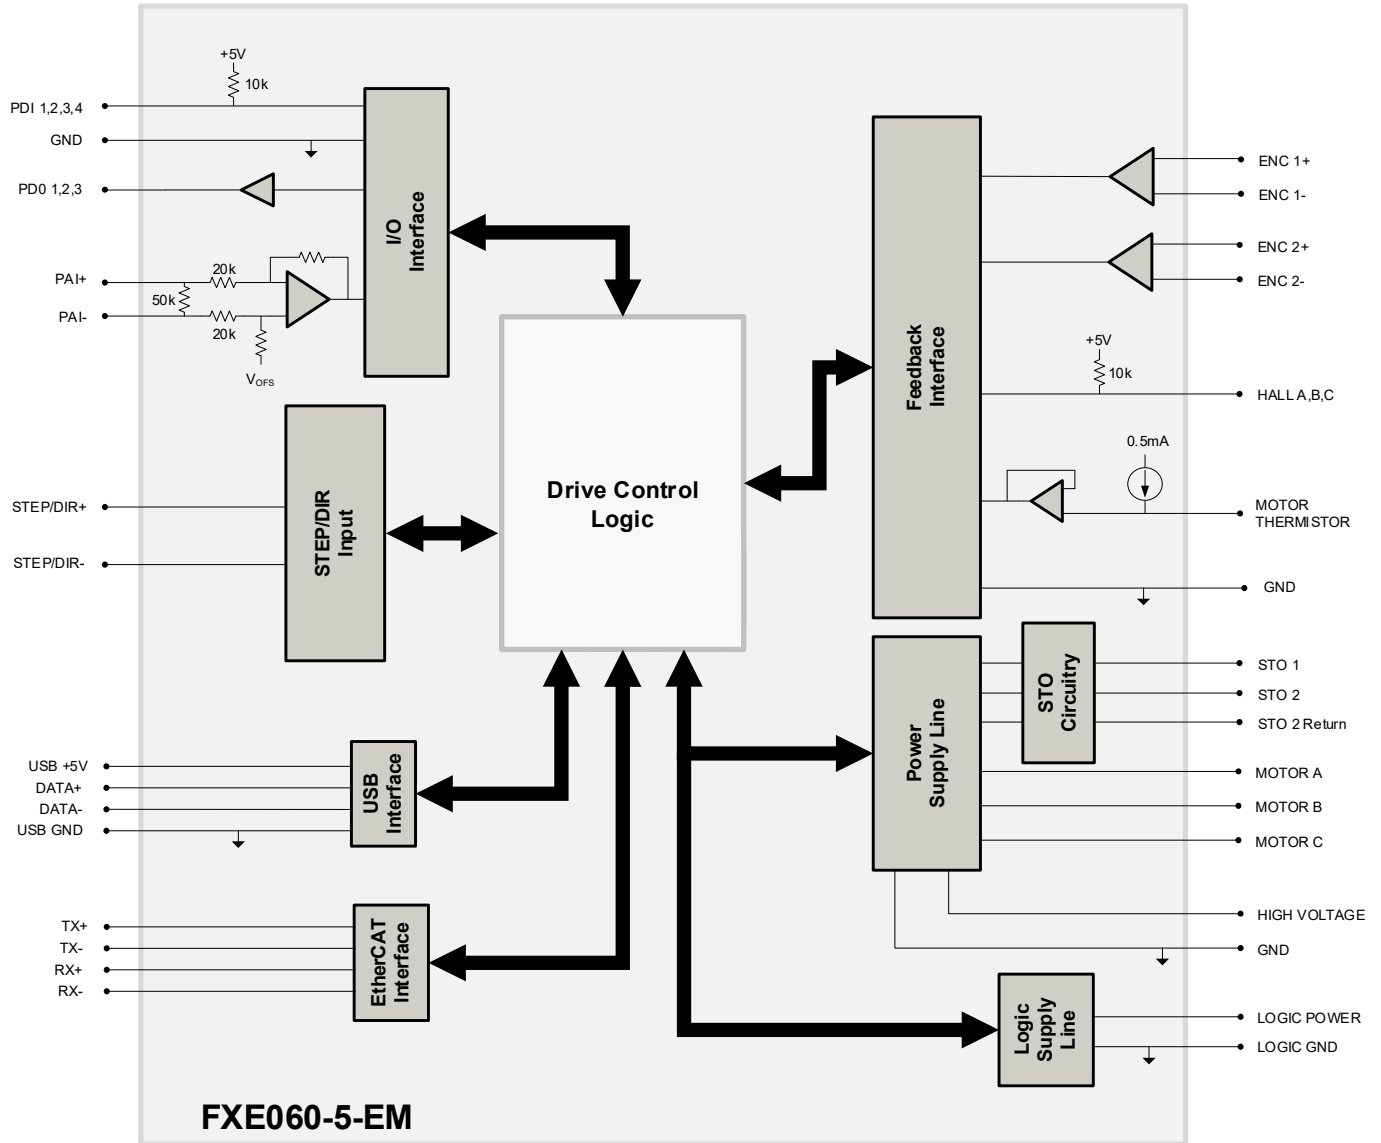 +5V
10k
PDI 1,2,3,4
GND
PD0 1,2,3
PAI+
20k
50k
PAI-
20k
VOFS
I/O
Interface
STEP/DIR+
STEP/DIR-
STEP/DIR
Input
Drive Control
Logic
USB +5V
DATA+
DATA-
USB GND
USB
Interface
TX+
TX-
RX+
RX-
EtherCAT
Interface
Feedback
Interface
ENC 1+
ENC 1-
ENC 2+
ENC 2-
+5V
10k
HALL A,B,C
0.5mA
MOTOR
THERMISTOR
GND
Power
Supply Line
STO
Circuitry
STO 1
STO 2
STO 2 Return
MOTOR A
MOTOR B
MOTOR C
HIGH VOLTAGE
GND
Logic
Supply
Line
LOGIC POWER
LOGIC GND
FXE060-5-EM